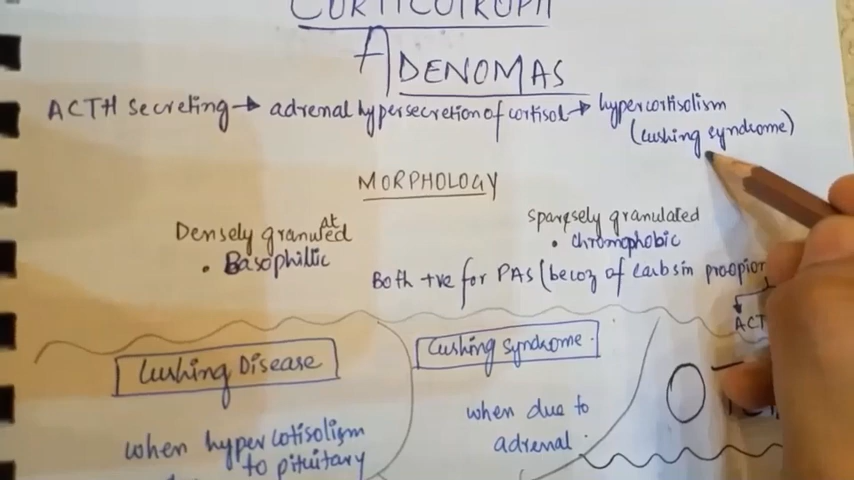 CORTICOTROPH
ADENOMAS
ACTH secreting → adrenal hypersecretion of cortisol → hypercortisolism
(Cushing syndrome)
MORPHOLOGY
Densely granulated
• Basophillic
Sparsely granulated
• Chromophobic
Both +ve for PAS (becoz of carbs in proopio
ACT
Cushing Disease
Cushing syndrome.
when hypercotisolism
to pituitary
when due to
adrenal.